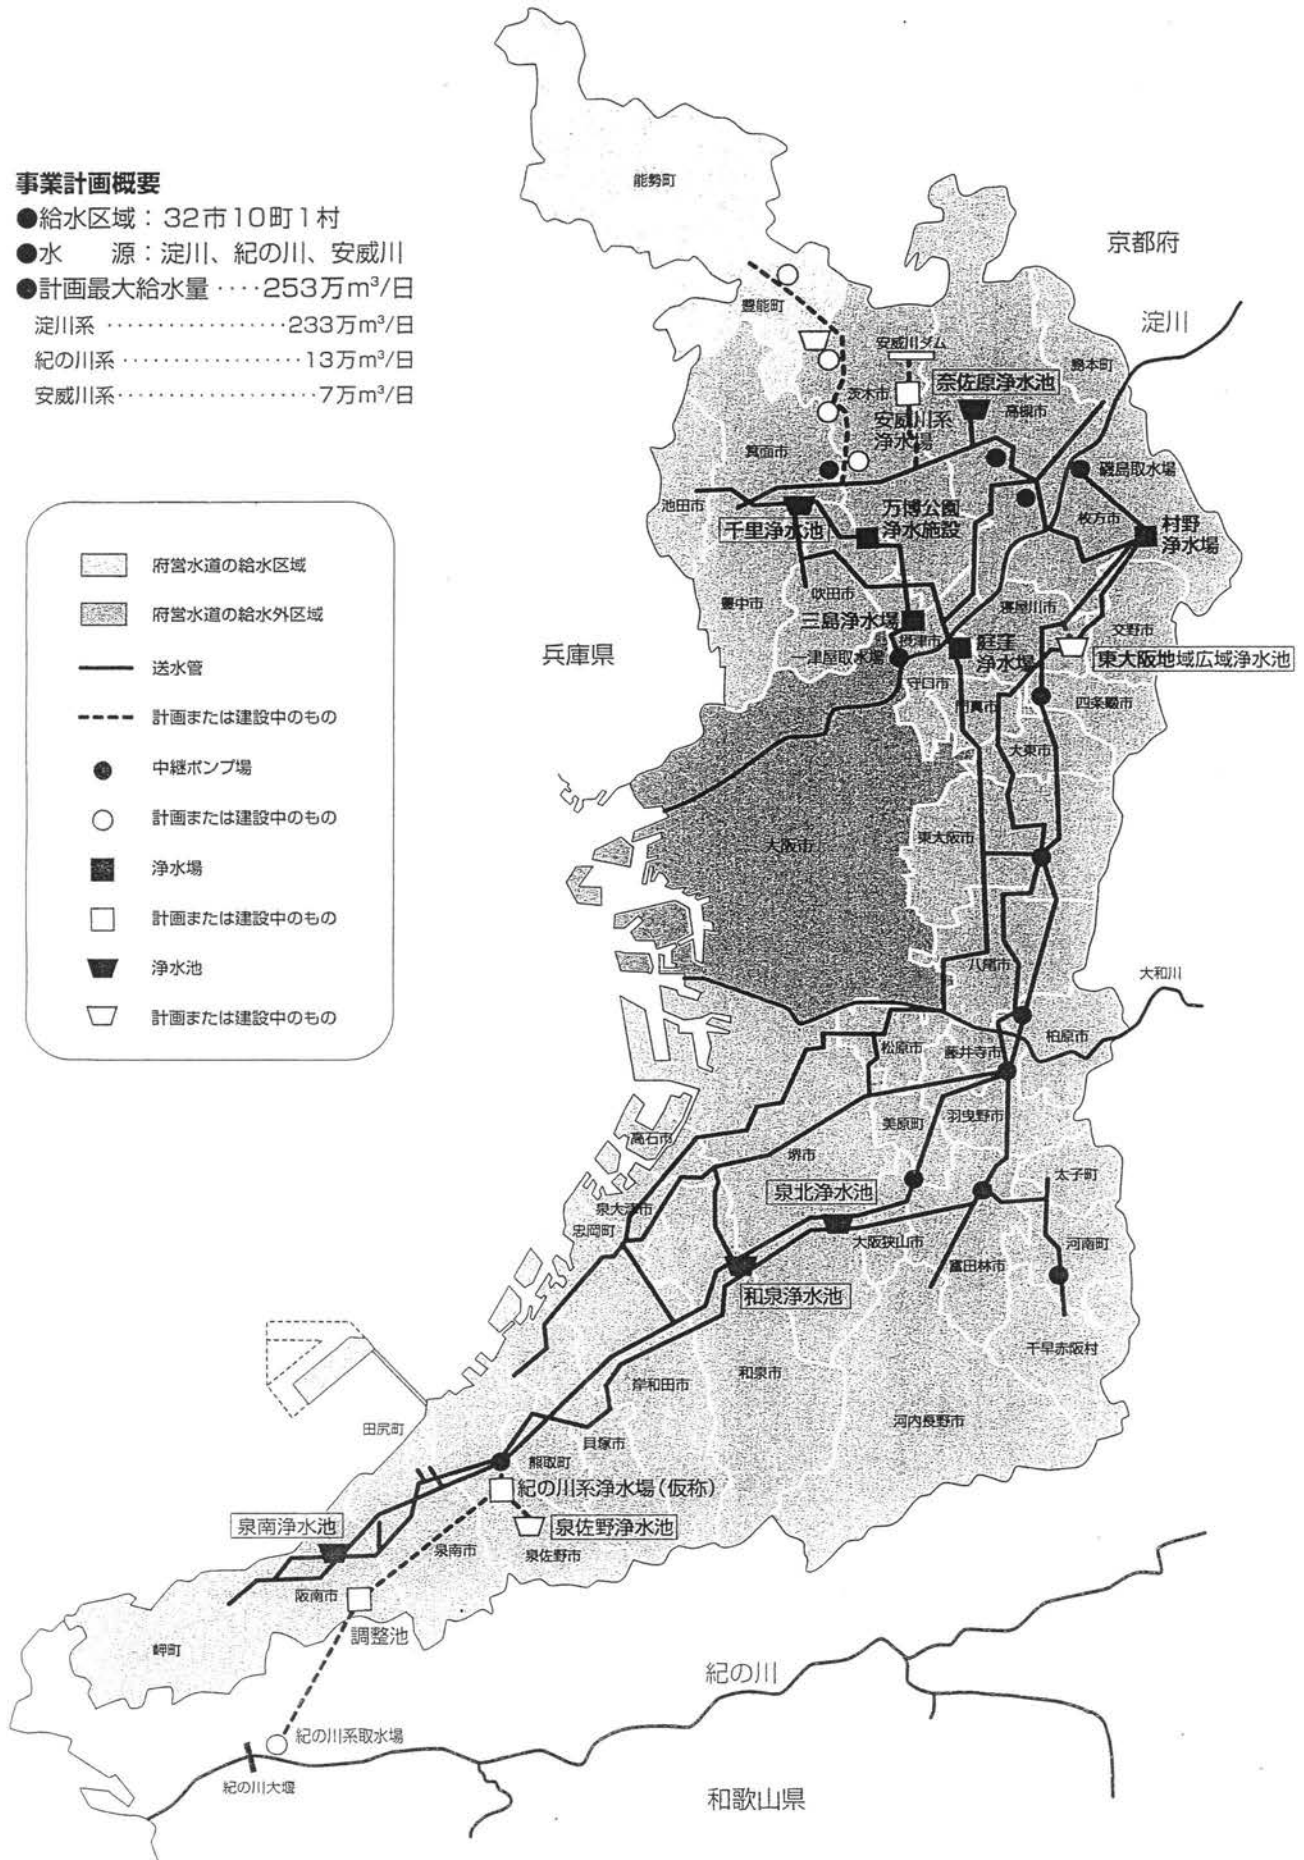 事業計画概要
●給水区域：32市10町1村
●水　源：淀川、紀の川、安威川
●計画最大給水量‥‥253万m³/日
淀川系‥‥‥‥‥‥‥‥‥233万m³/日
紀の川系‥‥‥‥‥‥‥‥‥13万m³/日
安威川系‥‥‥‥‥‥‥‥‥7万m³/日
府営水道の給水区域
府営水道の給水外区域
送水管
計画または建設中のもの
中継ポンプ場
計画または建設中のもの
浄水場
計画または建設中のもの
浄水池
計画または建設中のもの
能勢町
京都府
豊能町
淀川
安威川ダム
島本町
茨木市
奈佐原浄水池
高槻市
安威川系
浄水場
箕面市
磯島取水場
池田市
千里浄水池
万博公園
浄水施設
枚方市
村野
浄水場
豊中市
吹田市
寝屋川市
交野市
三島浄水場
摂津市
兵庫県
一津屋取水場
庭窪
浄水場
東大阪地域広域浄水池
守口市
門真市
四条畷市
大東市
大阪市
東大阪市
八尾市
大和川
柏原市
松原市
藤井寺市
美原町
羽曳野市
高石市
堺市
太子町
泉北浄水池
泉大津市
忠岡町
大阪狭山市
河南町
富田林市
和泉浄水池
千早赤阪村
和泉市
岸和田市
河内長野市
田尻町
貝塚市
熊取町
紀の川系浄水場（仮称）
泉南浄水池
泉佐野浄水池
泉南市
泉佐野市
阪南市
調整池
岬町
紀の川
紀の川系取水場
紀の川大堰
和歌山県